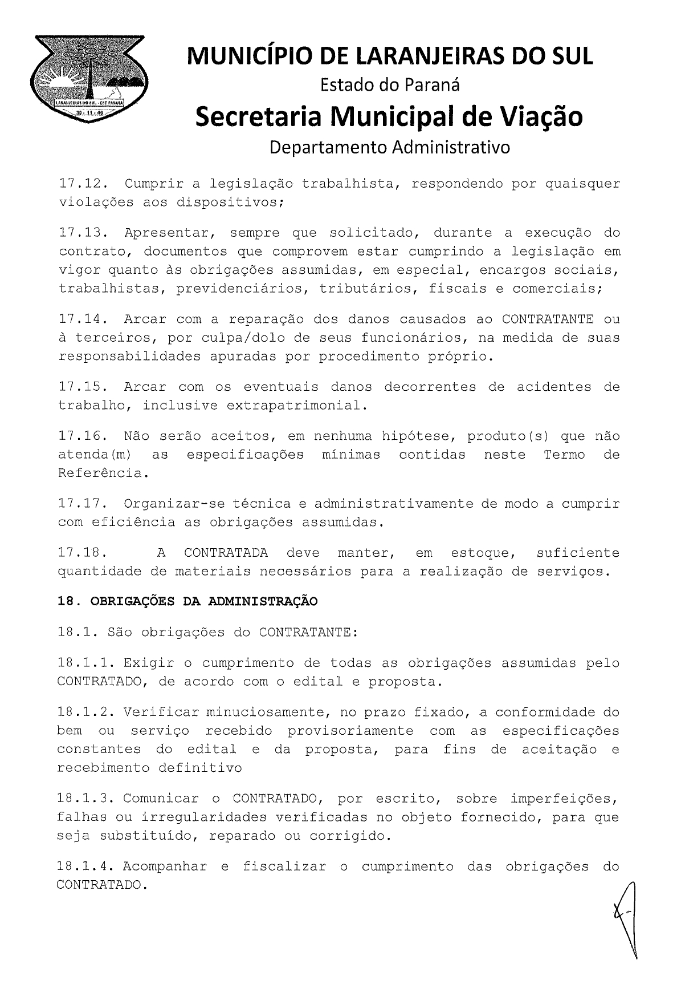 MUNICÍPIO DE LARANJEIRAS DO SUL
Estado do Paraná
Secretaria Municipal de Viação
Departamento Administrativo
LARANJEIRAS DO SUL - EST. PARANÁ
30 - 11 - 46
17.12. Cumprir a legislação trabalhista, respondendo por quaisquer
violações aos dispositivos;
17.13. Apresentar, sempre que solicitado, durante a execução do
contrato, documentos que comprovem estar cumprindo a legislação em
vigor quanto às obrigações assumidas, em especial, encargos sociais,
trabalhistas, previdenciários, tributários, fiscais e comerciais;
17.14. Arcar com a reparação dos danos causados ao CONTRATANTE ou
à terceiros, por culpa/dolo de seus funcionários, na medida de suas
responsabilidades apuradas por procedimento próprio.
17.15. Arcar com os eventuais danos decorrentes de acidentes de
trabalho, inclusive extrapatrimonial.
17.16. Não serão aceitos, em nenhuma hipótese, produto(s) que não
atenda(m) as especificações mínimas contidas neste Termo de
Referência.
17.17. Organizar-se técnica e administrativamente de modo a cumprir
com eficiência as obrigações assumidas.
17.18. A CONTRATADA deve manter, em estoque, suficiente
quantidade de materiais necessários para a realização de serviços.
18. OBRIGAÇÕES DA ADMINISTRAÇÃO
18.1. São obrigações do CONTRATANTE:
18.1.1. Exigir o cumprimento de todas as obrigações assumidas pelo
CONTRATADO, de acordo com o edital e proposta.
18.1.2. Verificar minuciosamente, no prazo fixado, a conformidade do
bem ou serviço recebido provisoriamente com as especificações
constantes do edital e da proposta, para fins de aceitação e
recebimento definitivo
18.1.3. Comunicar o CONTRATADO, por escrito, sobre imperfeições,
falhas ou irregularidades verificadas no objeto fornecido, para que
seja substituído, reparado ou corrigido.
18.1.4. Acompanhar e fiscalizar o cumprimento das obrigações do
CONTRATADO.